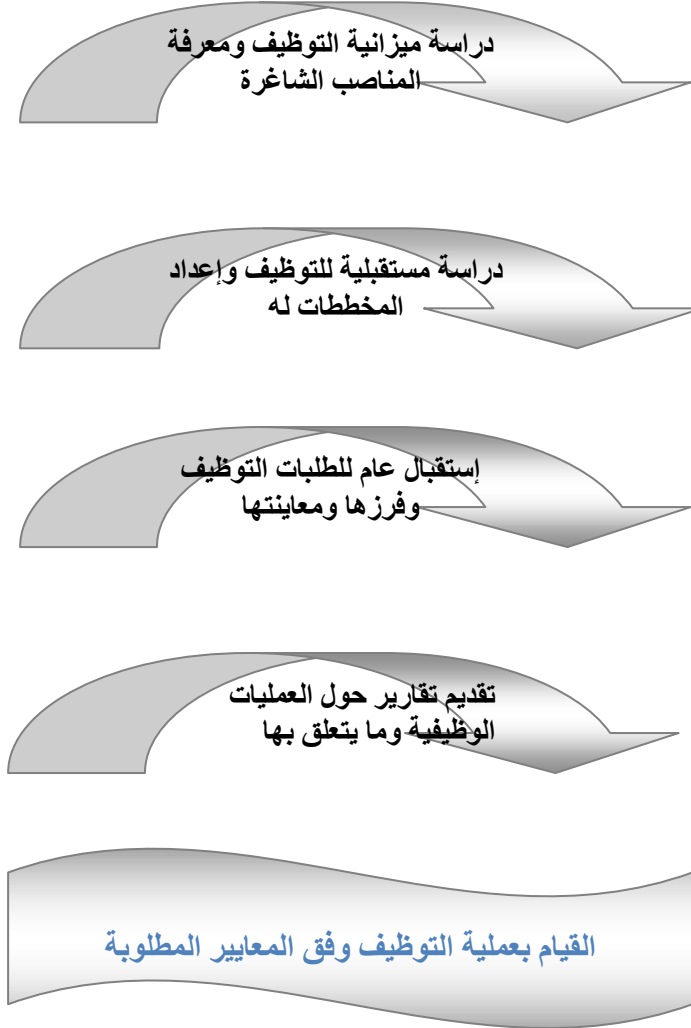 دراسة ميزانية التوظيف ومعرفة
المناصب الشاغرة
دراسة مستقبلية للتوظيف وإعداد
المخططات له
إستقبال عام للطلبات التوظيف
وفرزها ومعاينتها
تقديم تقارير حول العمليات
الوظيفية وما يتعلق بها
القيام بعملية التوظيف وفق المعايير المطلوبة